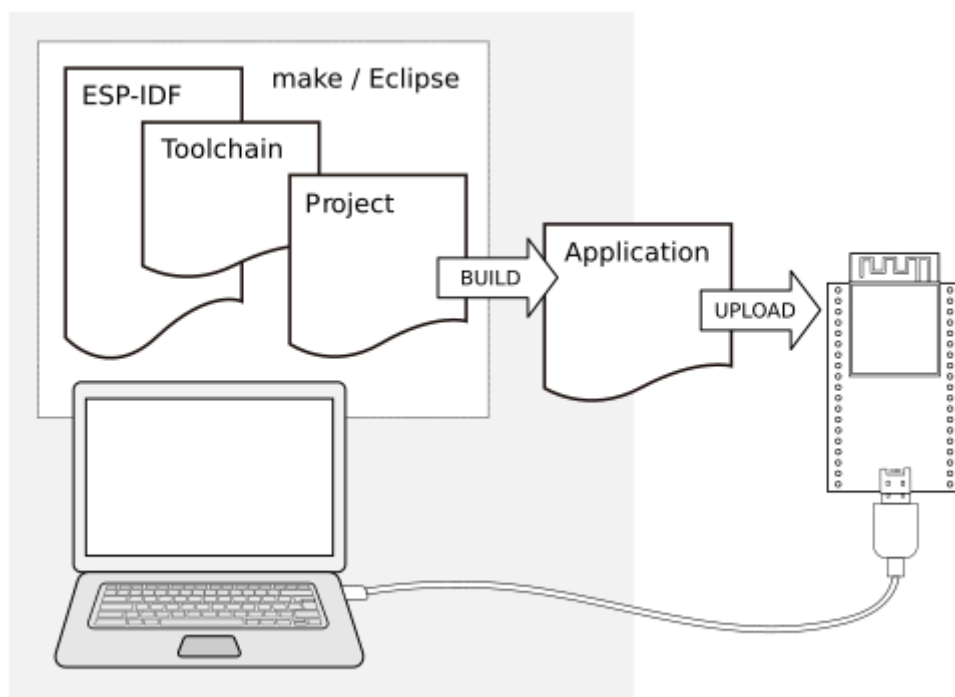 ESP-IDF
make / Eclipse
Toolchain
Project
BUILD
Application
UPLOAD